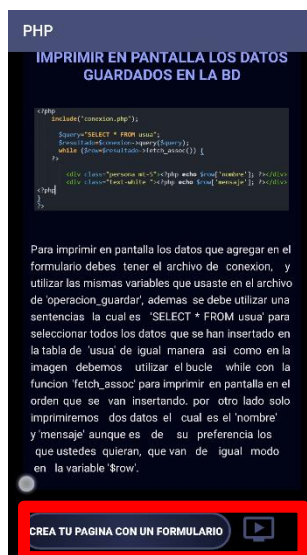 PHP
IMPRIMIR EN PANTALLA LOS DATOS
GUARDADOS EN LA BD
<?php
include("conexion.php");
$query="SELECT * FROM usua";
$resultado=$conexion->query($query);
while ($row=$resultado->fetch_assoc()) {
?>
<div class="persona mt-5"><?php echo $row['nombre']; ?></div>
<div class="text-white "><?php echo $row['mensaje']; ?></div>
<?php
}
?>
Para imprimir en pantalla los datos que agregar en el
formulario debes tener el archivo de conexion, y
utilizar las mismas variables que usaste en el archivo
de 'operacion_guardar', ademas se debe utilizar una
sentencias la cual es 'SELECT * FROM usua' para
seleccionar todos los datos que se han insertado en
la tabla de 'usua' de igual manera asi como en la
imagen debemos utilizar el bucle while con la
funcion 'fetch_assoc' para imprimir en pantalla en el
orden que se van insertando. por otro lado solo
imprimiremos dos datos el cual es el 'nombre'
y 'mensaje' aunque es de su preferencia los
que ustedes quieran, que van de igual modo
en la variable '$row'.
CREA TU PAGINA CON UN FORMULARIO